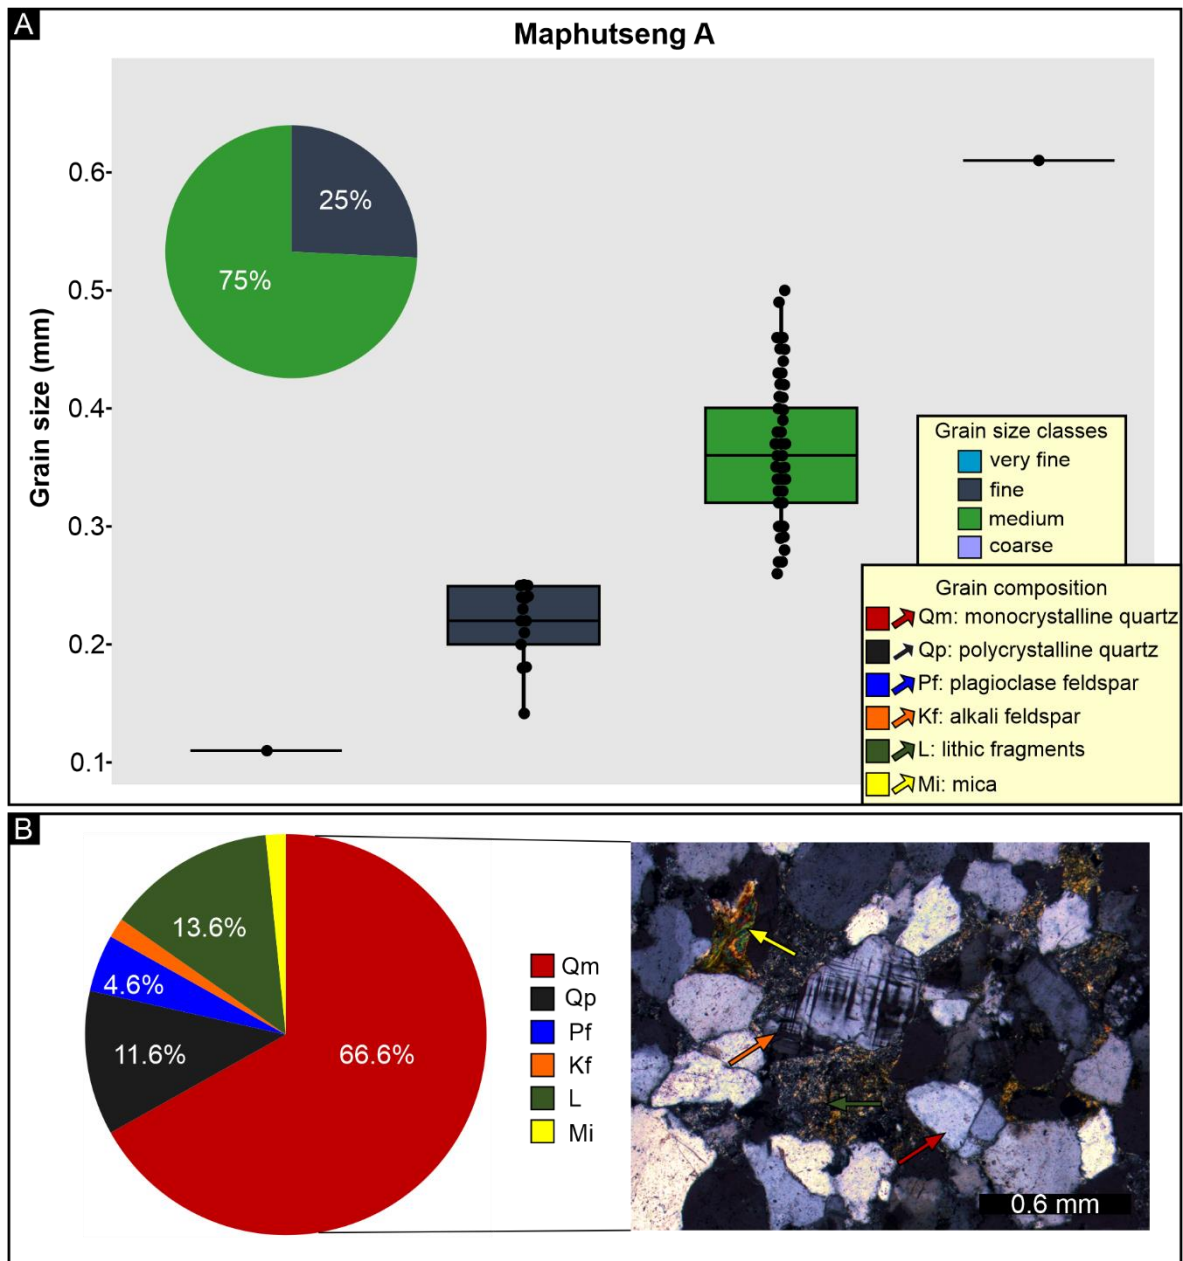 A
Maphutseng A
Grain size (mm)
0.6
0.5
0.4
0.3
0.2
0.1
25%
75%
Grain size classes
very fine
fine
medium
coarse
Grain composition
Qm: monocrystalline quartz
Qp: polycrystalline quartz
Pf: plagioclase feldspar
Kf: alkali feldspar
L: lithic fragments
Mi: mica
B
13.6%
4.6%
11.6%
66.6%
Qm
Qp
Pf
Kf
L
Mi
0.6 mm